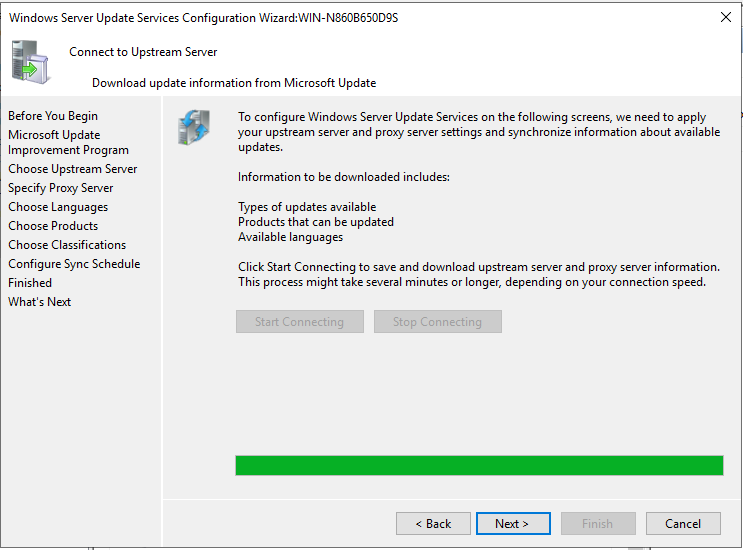 Windows Server Update Services Configuration Wizard:WIN-N860B650D9S
Connect to Upstream Server
Download update information from Microsoft Update
Before You Begin
Microsoft Update
Improvement Program
Choose Upstream Server
Specify Proxy Server
Choose Languages
Choose Products
Choose Classifications
Configure Sync Schedule
Finished
What's Next
To configure Windows Server Update Services on the following screens, we need to apply
your upstream server and proxy server settings and synchronize information about available
updates.
Information to be downloaded includes:
Types of updates available
Products that can be updated
Available languages
Click Start Connecting to save and download upstream server and proxy server information.
This process might take several minutes or longer, depending on your connection speed.
Start Connecting
Stop Connecting
< Back
Next >
Finish
Cancel